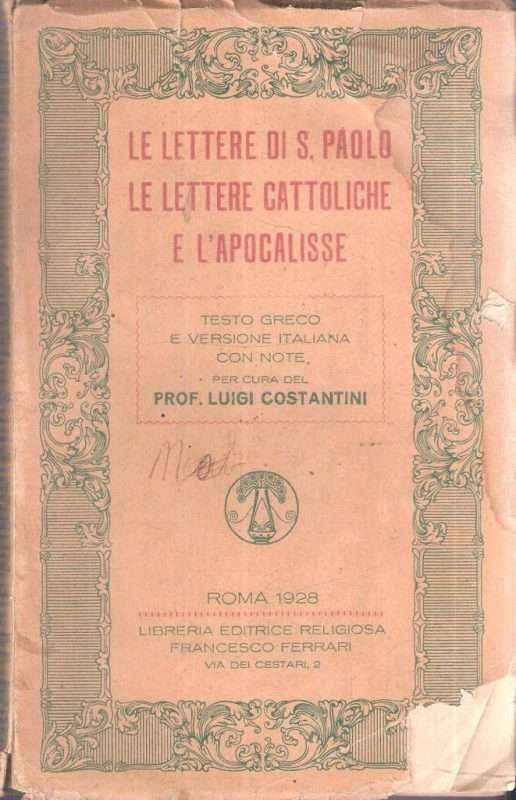 LE LETTERE DI S. PAOLO
LE LETTERE CATTOLICHE
E L'APOCALISSE
TESTO GRECO
E VERSIONE ITALIANA
CON NOTE
PER CURA DEL
PROF. LUIGI COSTANTINI
ROMA 1928
LIBRERIA EDITRICE RELIGIOSA
FRANCESCO FERRARI
VIA DEI CESTARI, 2